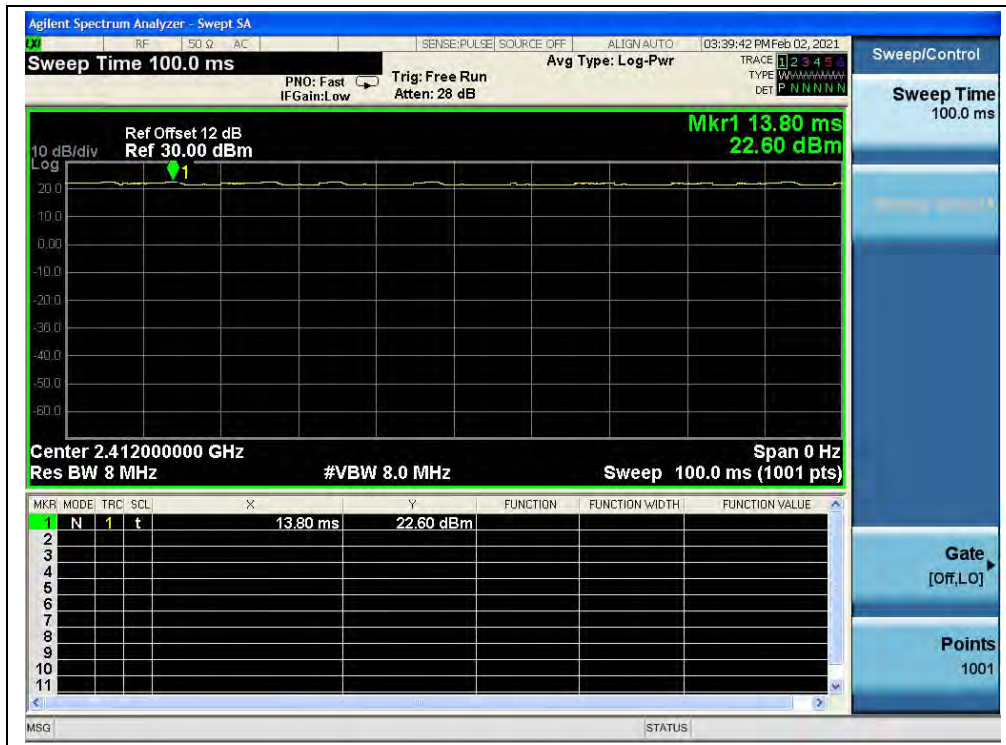 Agilent Spectrum Analyzer - Swept SA
LXI RF 50 Ω AC SENSE:PULSE SOURCE OFF ALIGN AUTO 03:39:42 PM Feb 02, 2021
Sweep Time 100.0 ms
PNO: Fast
IFGain:Low
Trig: Free Run
Atten: 28 dB
Avg Type: Log-Pwr
TRACE 1 2 3 4 5 6
TYPE WWWWWW
DET P N N N N N
Ref Offset 12 dB
Ref 30.00 dBm
Mkr1 13.80 ms
22.60 dBm
10 dB/div
Log
1
20.0
10.0
0.00
-10.0
-20.0
-30.0
-40.0
-50.0
-60.0
Center 2.412000000 GHz
Span 0 Hz
Res BW 8 MHz
#VBW 8.0 MHz
Sweep 100.0 ms (1001 pts)
MKR MODE TRC SCL X Y FUNCTION FUNCTION WIDTH FUNCTION VALUE
1 N 1 t 13.80 ms 22.60 dBm
2
3
4
5
6
7
8
9
10
11
MSG
STATUS
Sweep/Control
Sweep Time
100.0 ms
Gate
[Off,LO]
Points
1001